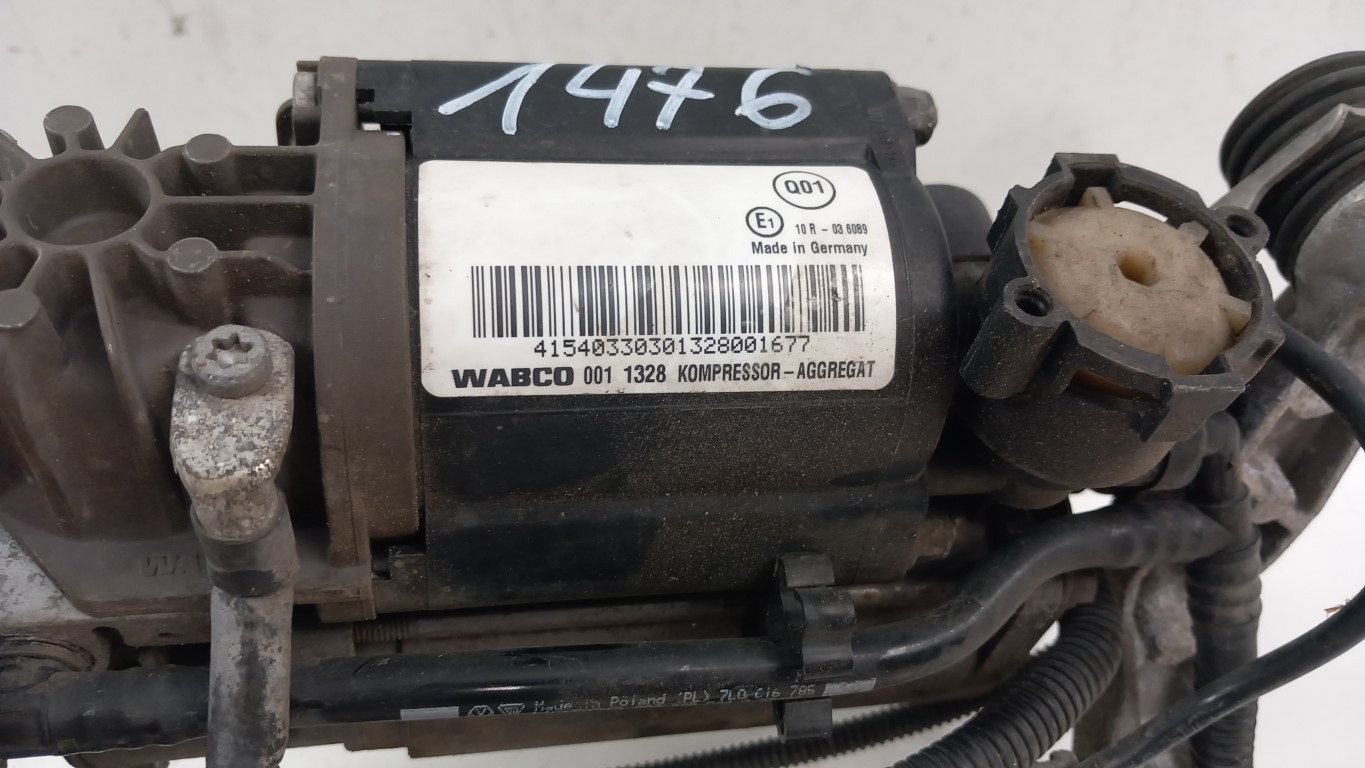 1476
Q01
E1 10 R - 03 6089
Made in Germany
41540330301328001677
WABCO 001 1328 KOMPRESSOR-AGGREGAT
Made in Poland 7L0 616 785